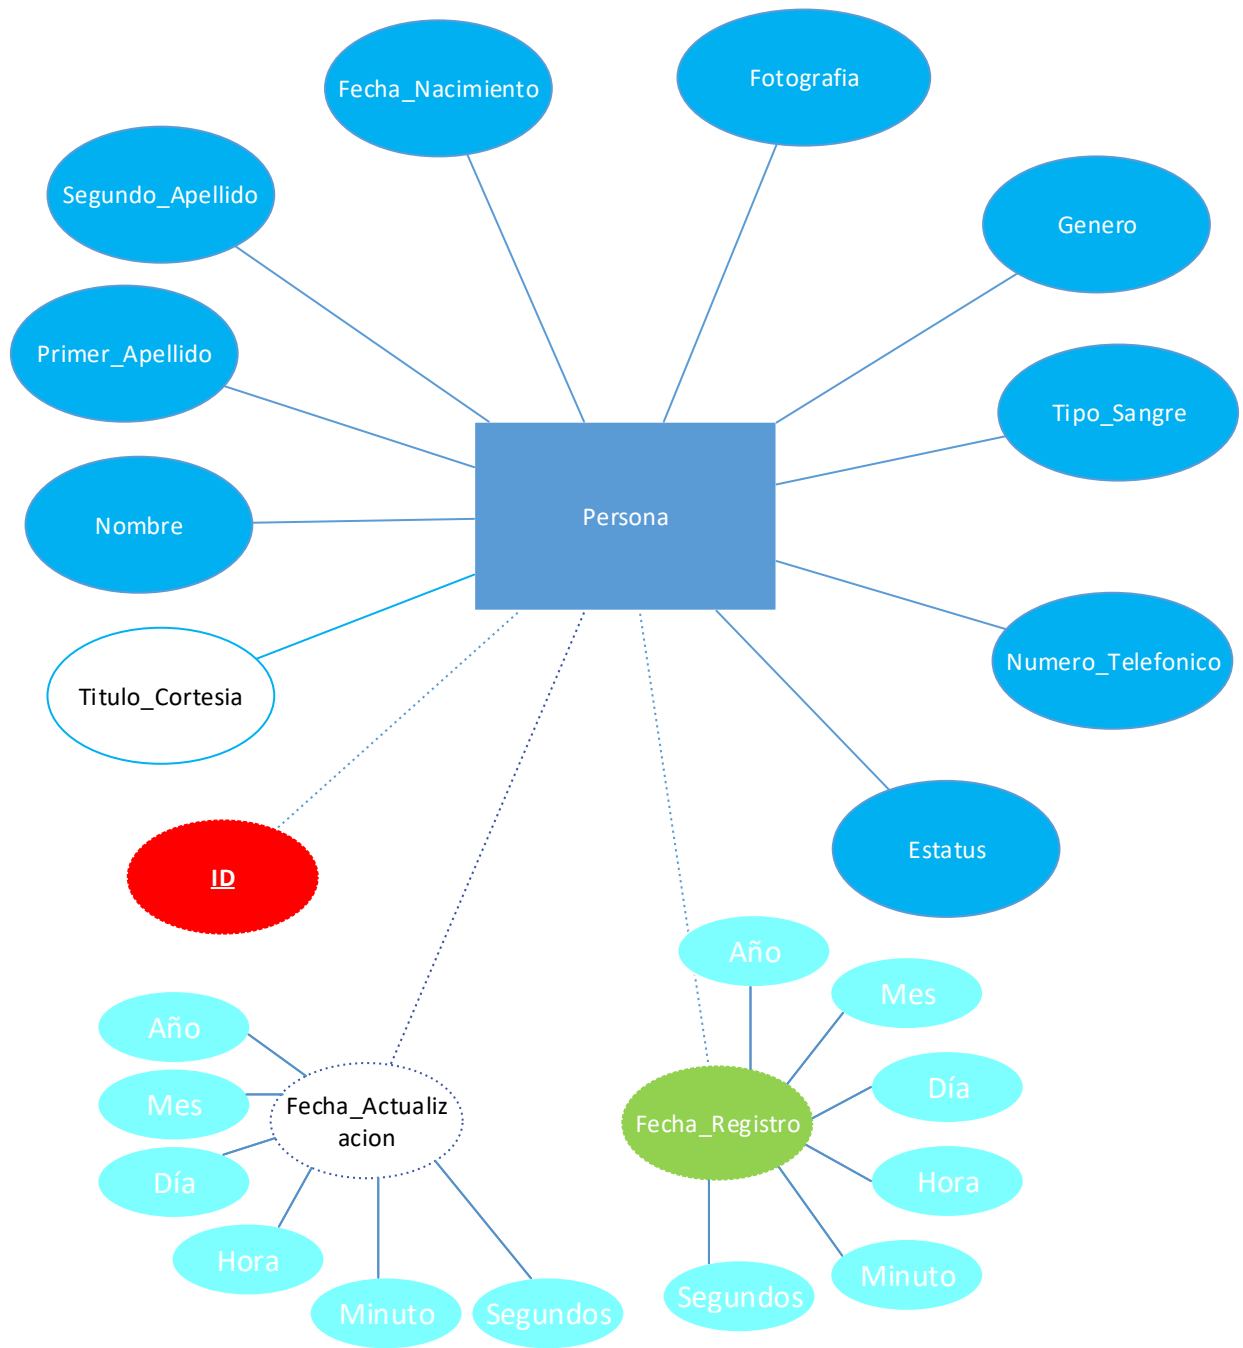 Fecha_Nacimiento
Fotografia
Segundo_Apellido
Genero
Primer_Apellido
Tipo_Sangre
Nombre
Persona
Numero_Telefonico
Titulo_Cortesia
Estatus
ID
Año
Mes
Día
Hora
Minuto
Segundos
Fecha_Actualiz
acion
Año
Mes
Día
Hora
Minuto
Segundos
Fecha_Registro